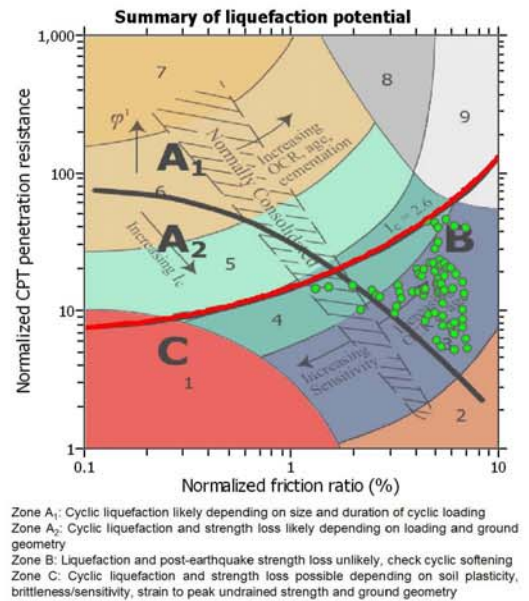 Summary of liquefaction potential
1,000
7
8
9
φ'
A1
Normally Consolidated
Increasing
OCR, age,
cementation
100
6
Ic = 2.6
A2
B
Increasing Ic
5
10
4
C
1
Increasing
Sensitivity
2
1
0.1
1
10
Normalized CPT penetration resistance
Normalized friction ratio (%)
Zone A1: Cyclic liquefaction likely depending on size and duration of cyclic loading
Zone A2: Cyclic liquefaction and strength loss likely depending on loading and ground
geometry
Zone B: Liquefaction and post-earthquake strength loss unlikely, check cyclic softening
Zone C: Cyclic liquefaction and strength loss possible depending on soil plasticity,
brittleness/sensitivity, strain to peak undrained strength and ground geometry